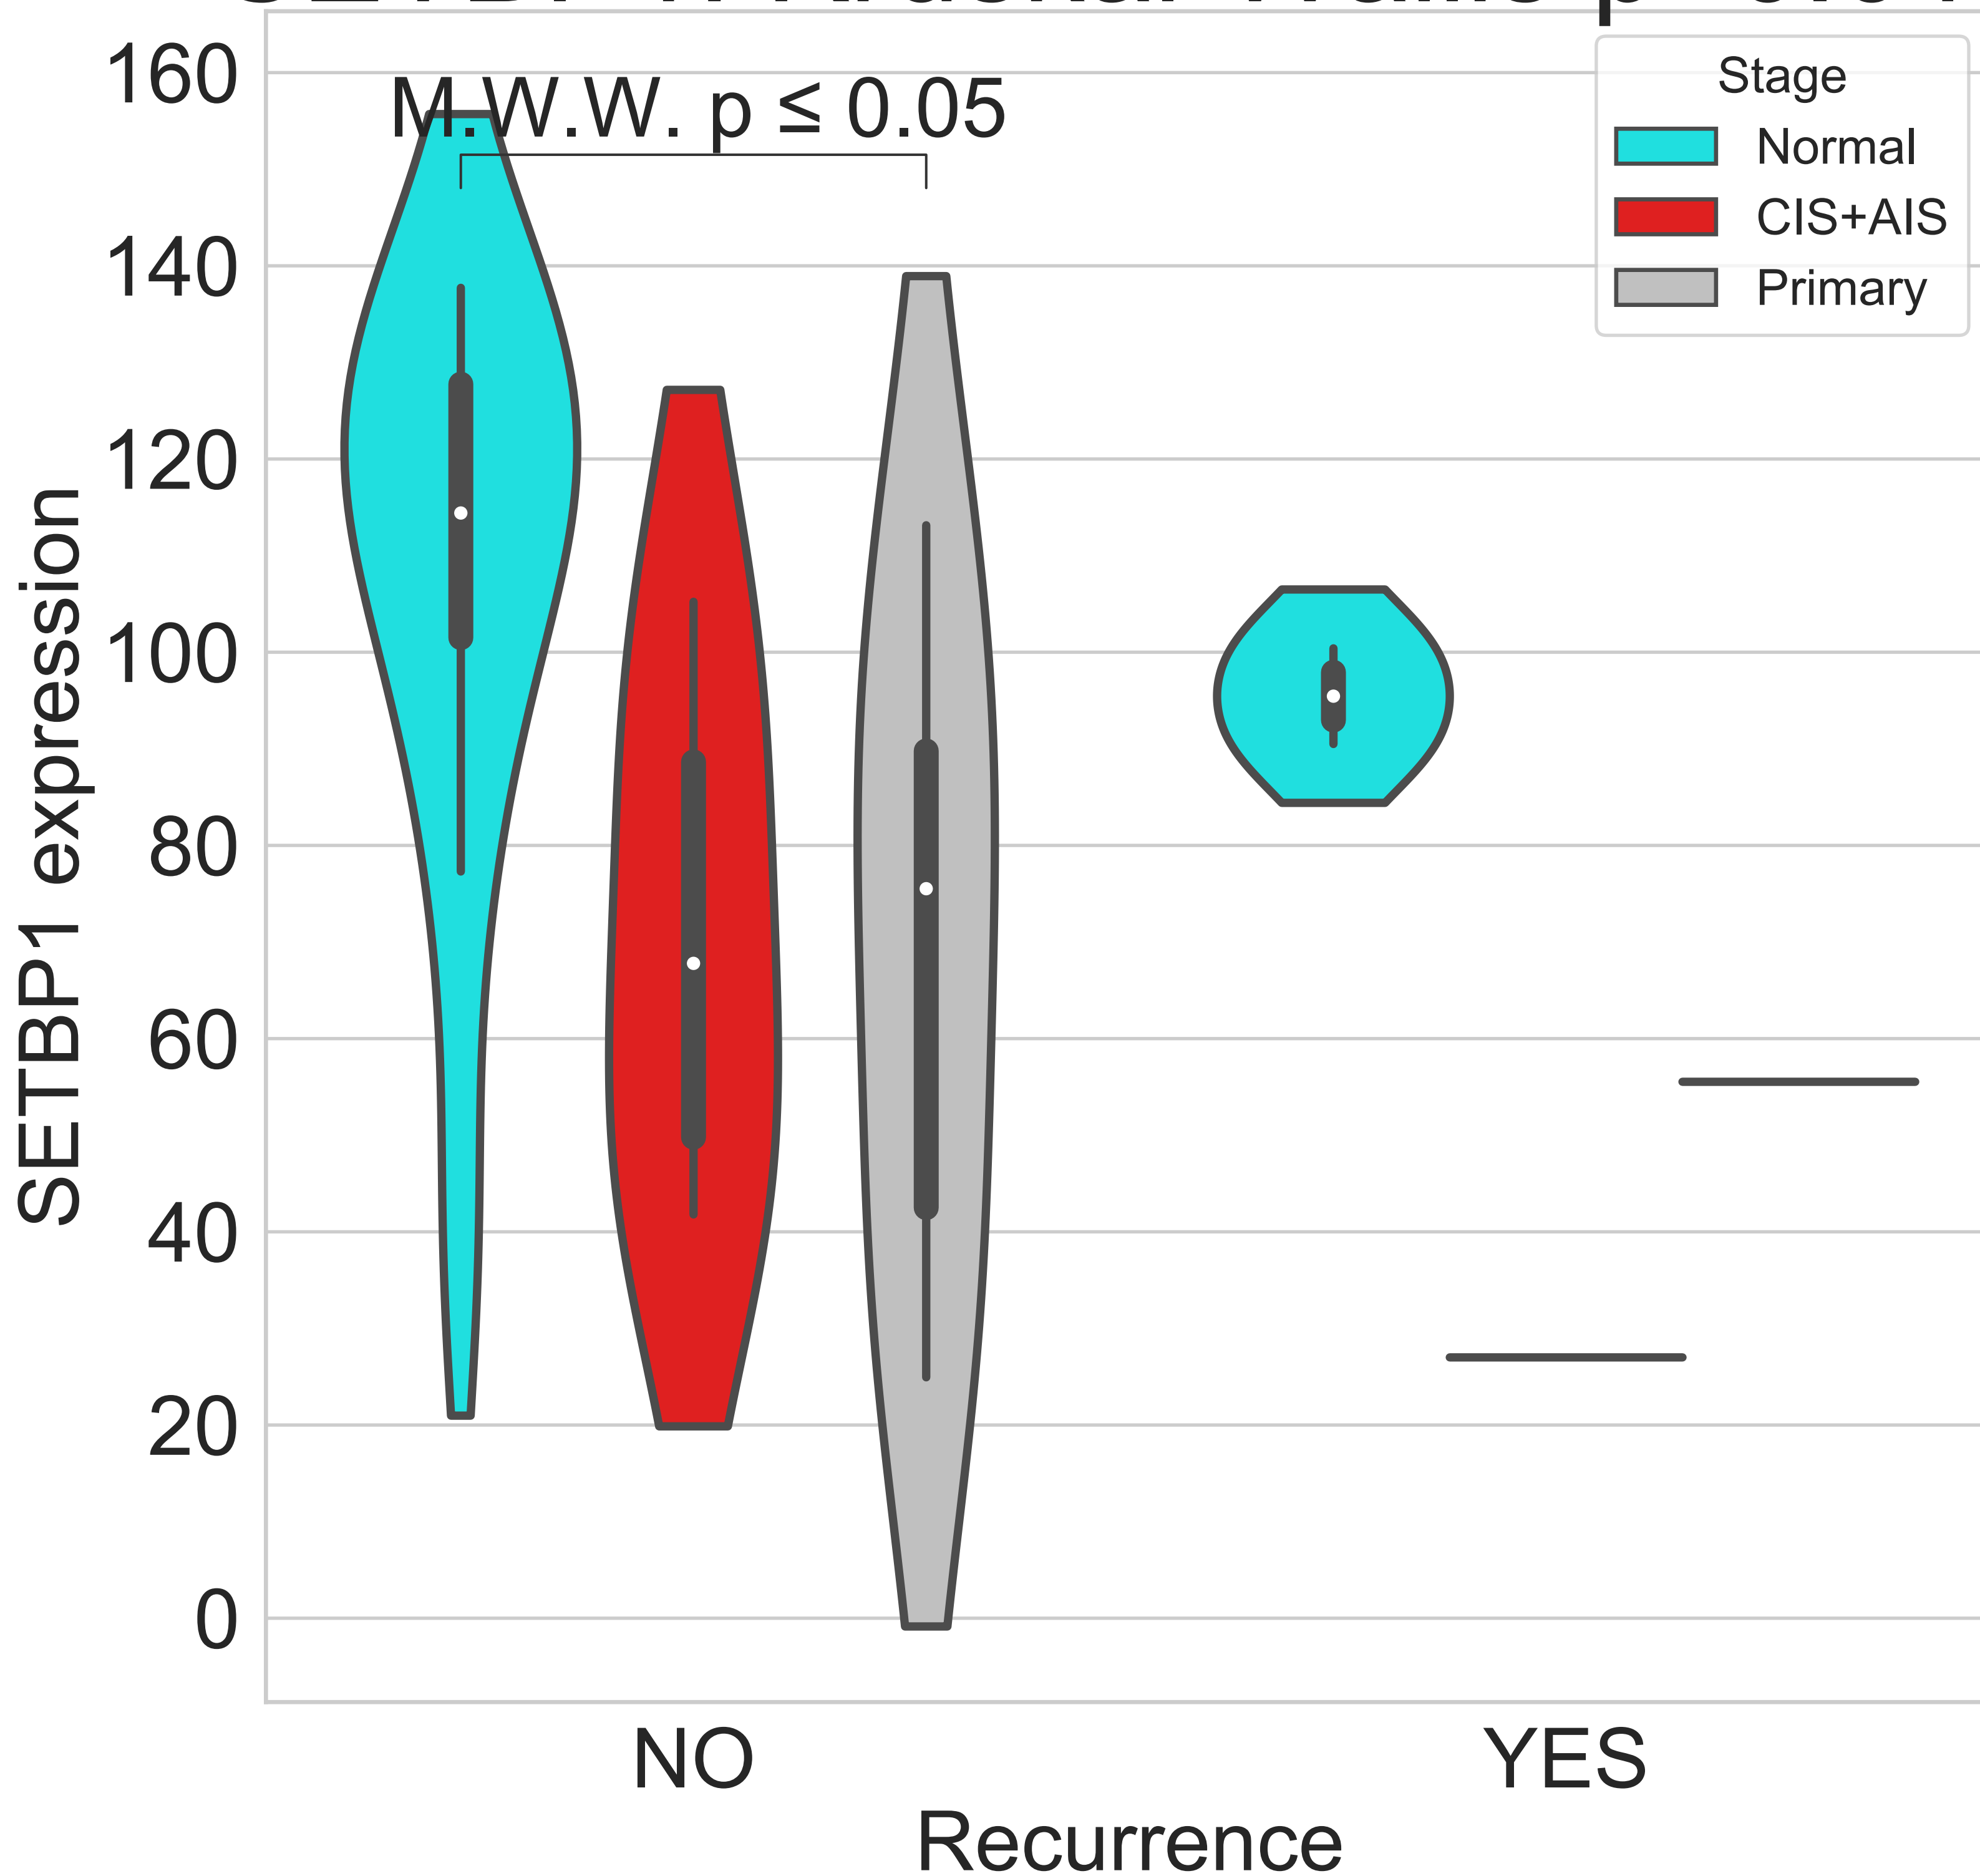 M.W.W. p ≤ 0.05
Stage
Normal
CIS+AIS
Primary
160
140
120
100
80
60
40
20
0
SETBP1 expression
NO
YES
Recurrence